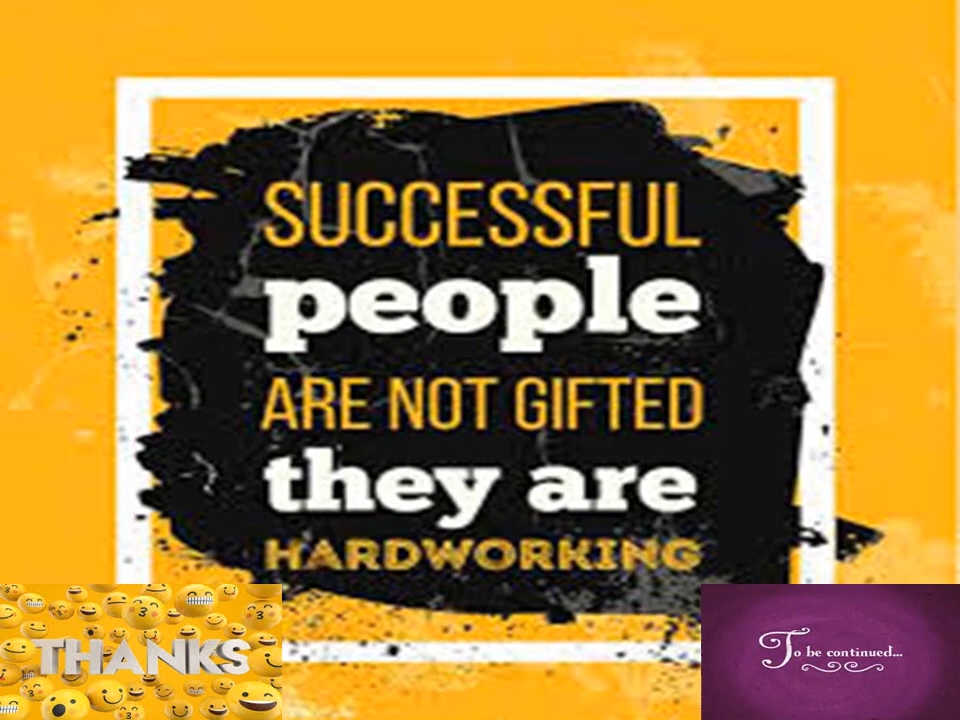 SUCCESSFUL
people
ARE NOT GIFTED
they are
HARDWORKING
THANKS
To be continued...